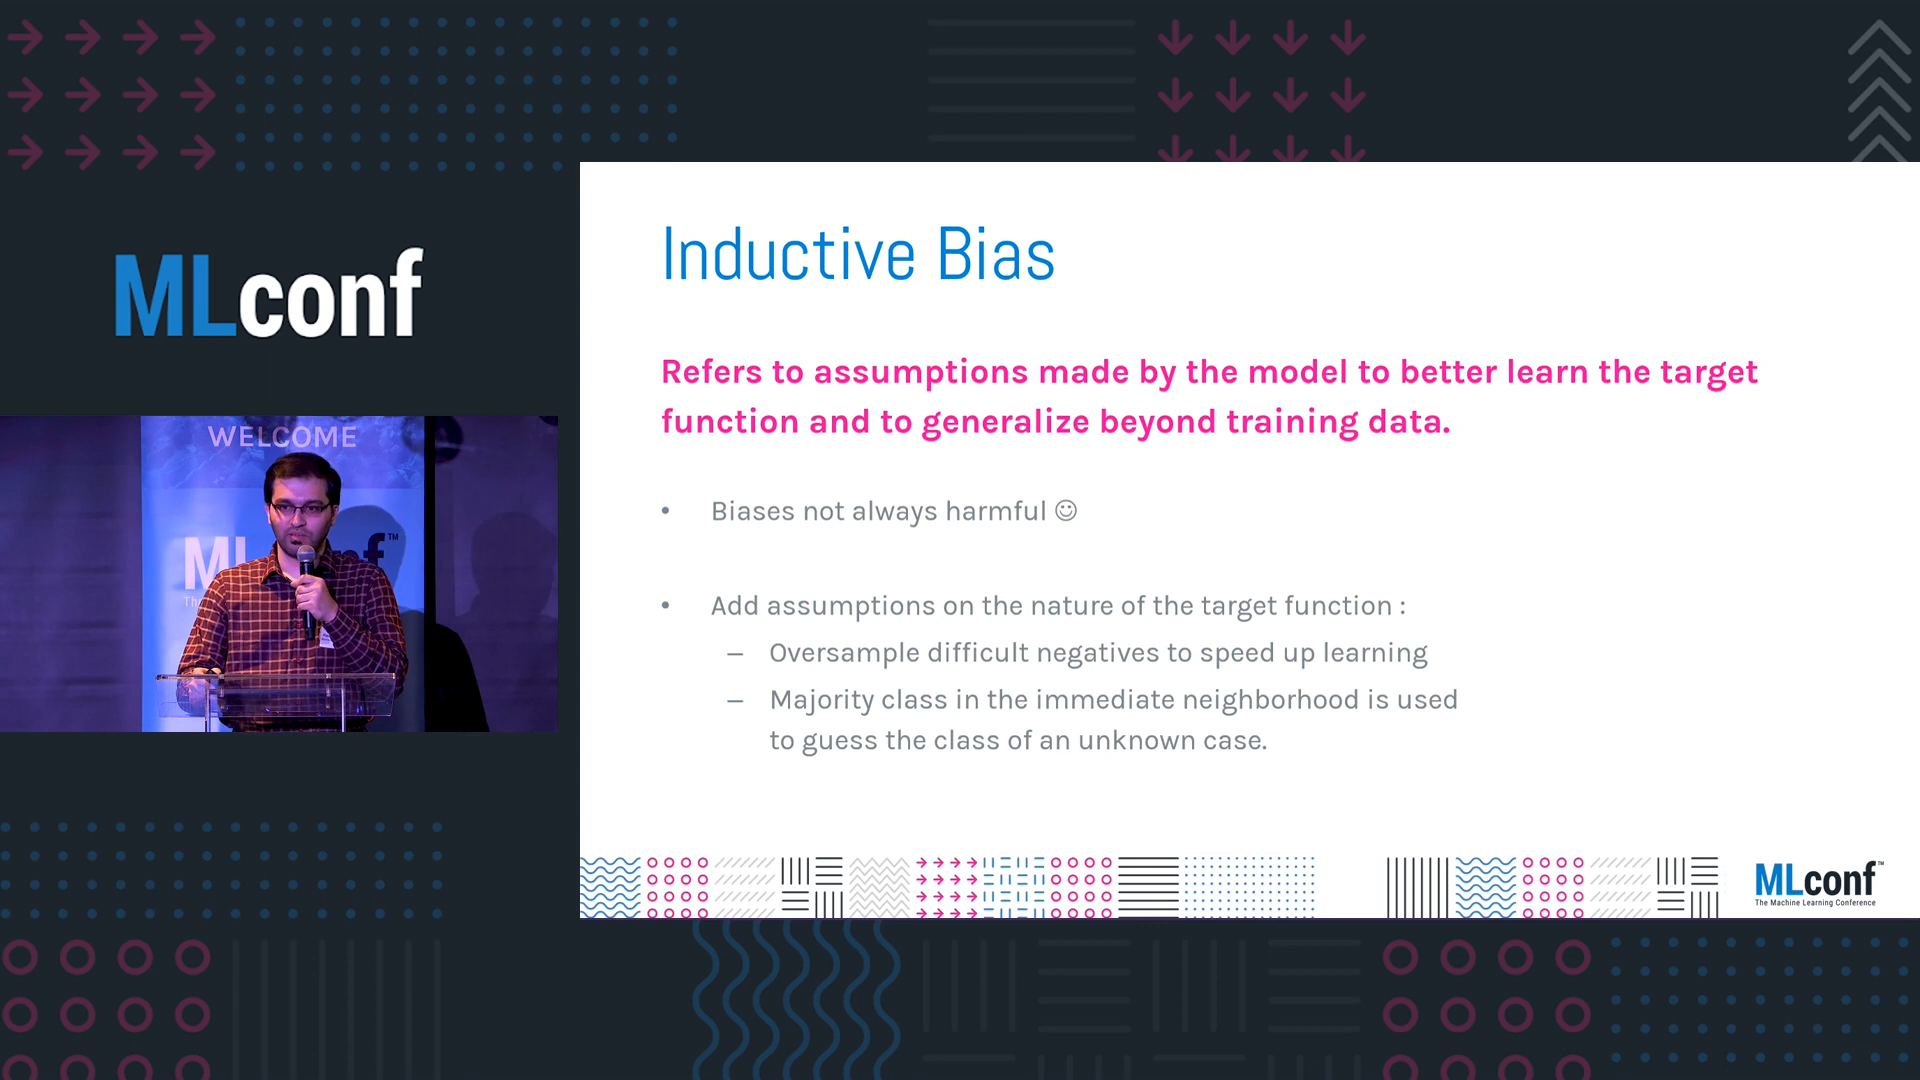 MLconf
WELCOME
Inductive Bias
Refers to assumptions made by the model to better learn the target
function and to generalize beyond training data.
• Biases not always harmful ☺
• Add assumptions on the nature of the target function :
– Oversample difficult negatives to speed up learning
– Majority class in the immediate neighborhood is used
to guess the class of an unknown case.
MLconf™
The Machine Learning Conference